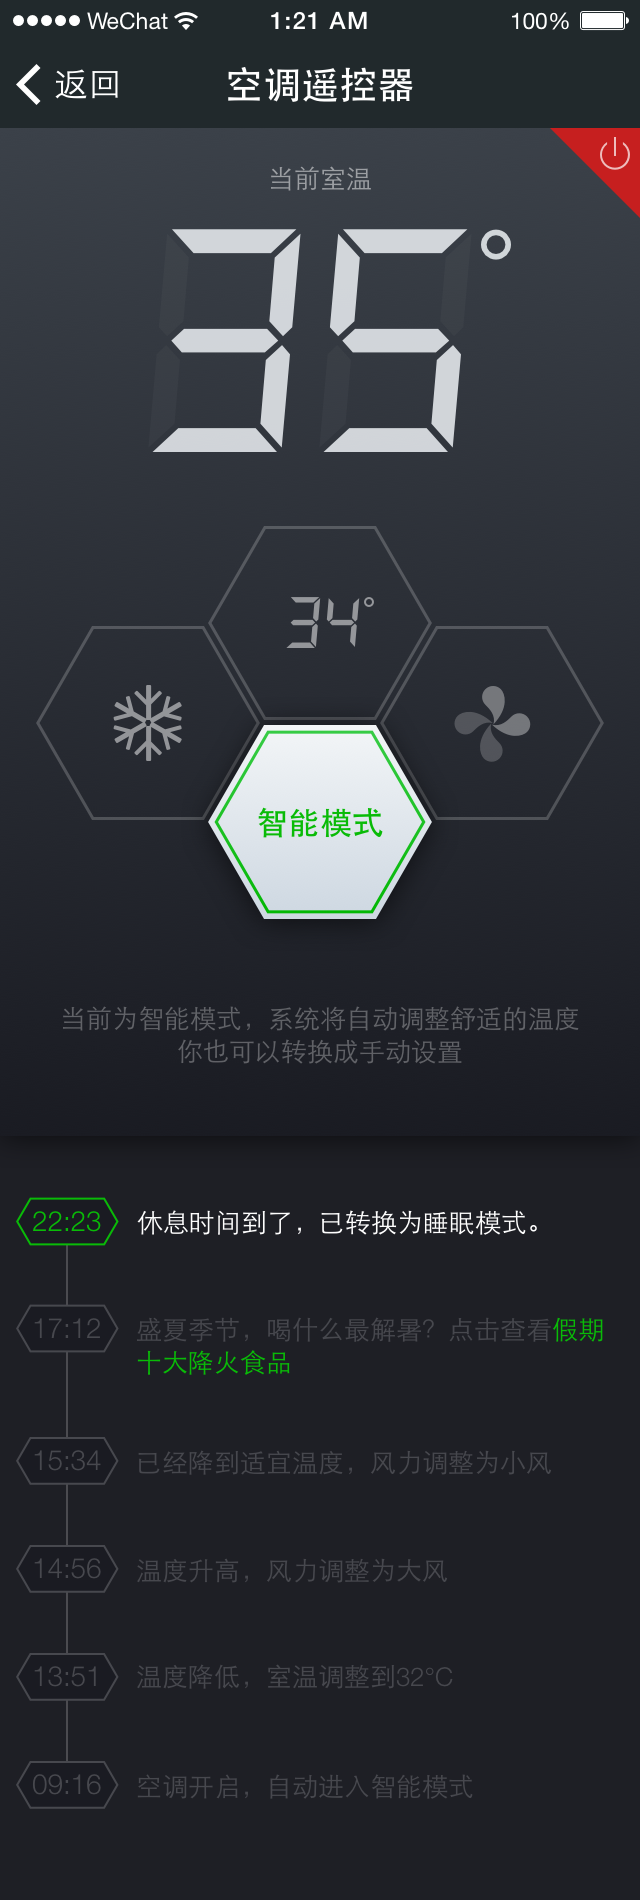 WeChat 1:21 AM 100%
返回 空调遥控器
当前室温
35°
34°
智能模式
当前为智能模式，系统将自动调整舒适的温度
你也可以转换成手动设置
22:23 休息时间到了，已转换为睡眠模式。
17:12 盛夏季节，喝什么最解暑？点击查看假期
十大降火食品
15:34 已经降到适宜温度，风力调整为小风
14:56 温度升高，风力调整为大风
13:51 温度降低，室温调整到32°C
09:16 空调开启，自动进入智能模式